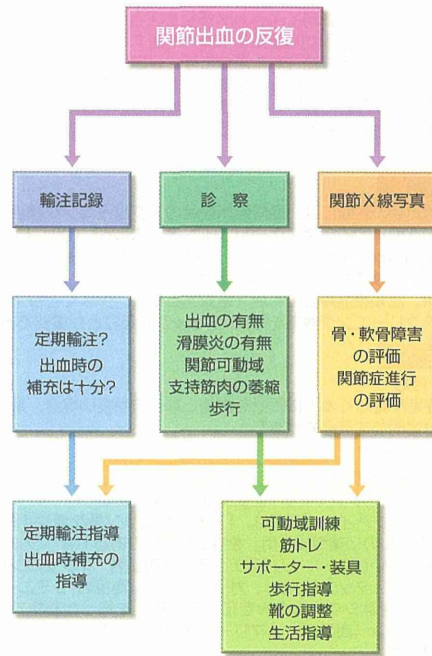 関節出血の反復
輸注記録
診察
関節X線写真
定期輸注?
出血時の
補充は十分?
出血の有無
滑膜炎の有無
関節可動域
支持筋肉の萎縮
歩行
骨・軟骨障害
の評価
関節症進行
の評価
定期輸注指導
出血時補充の
指導
可動域訓練
筋トレ
サポーター・装具
歩行指導
靴の調整
生活指導